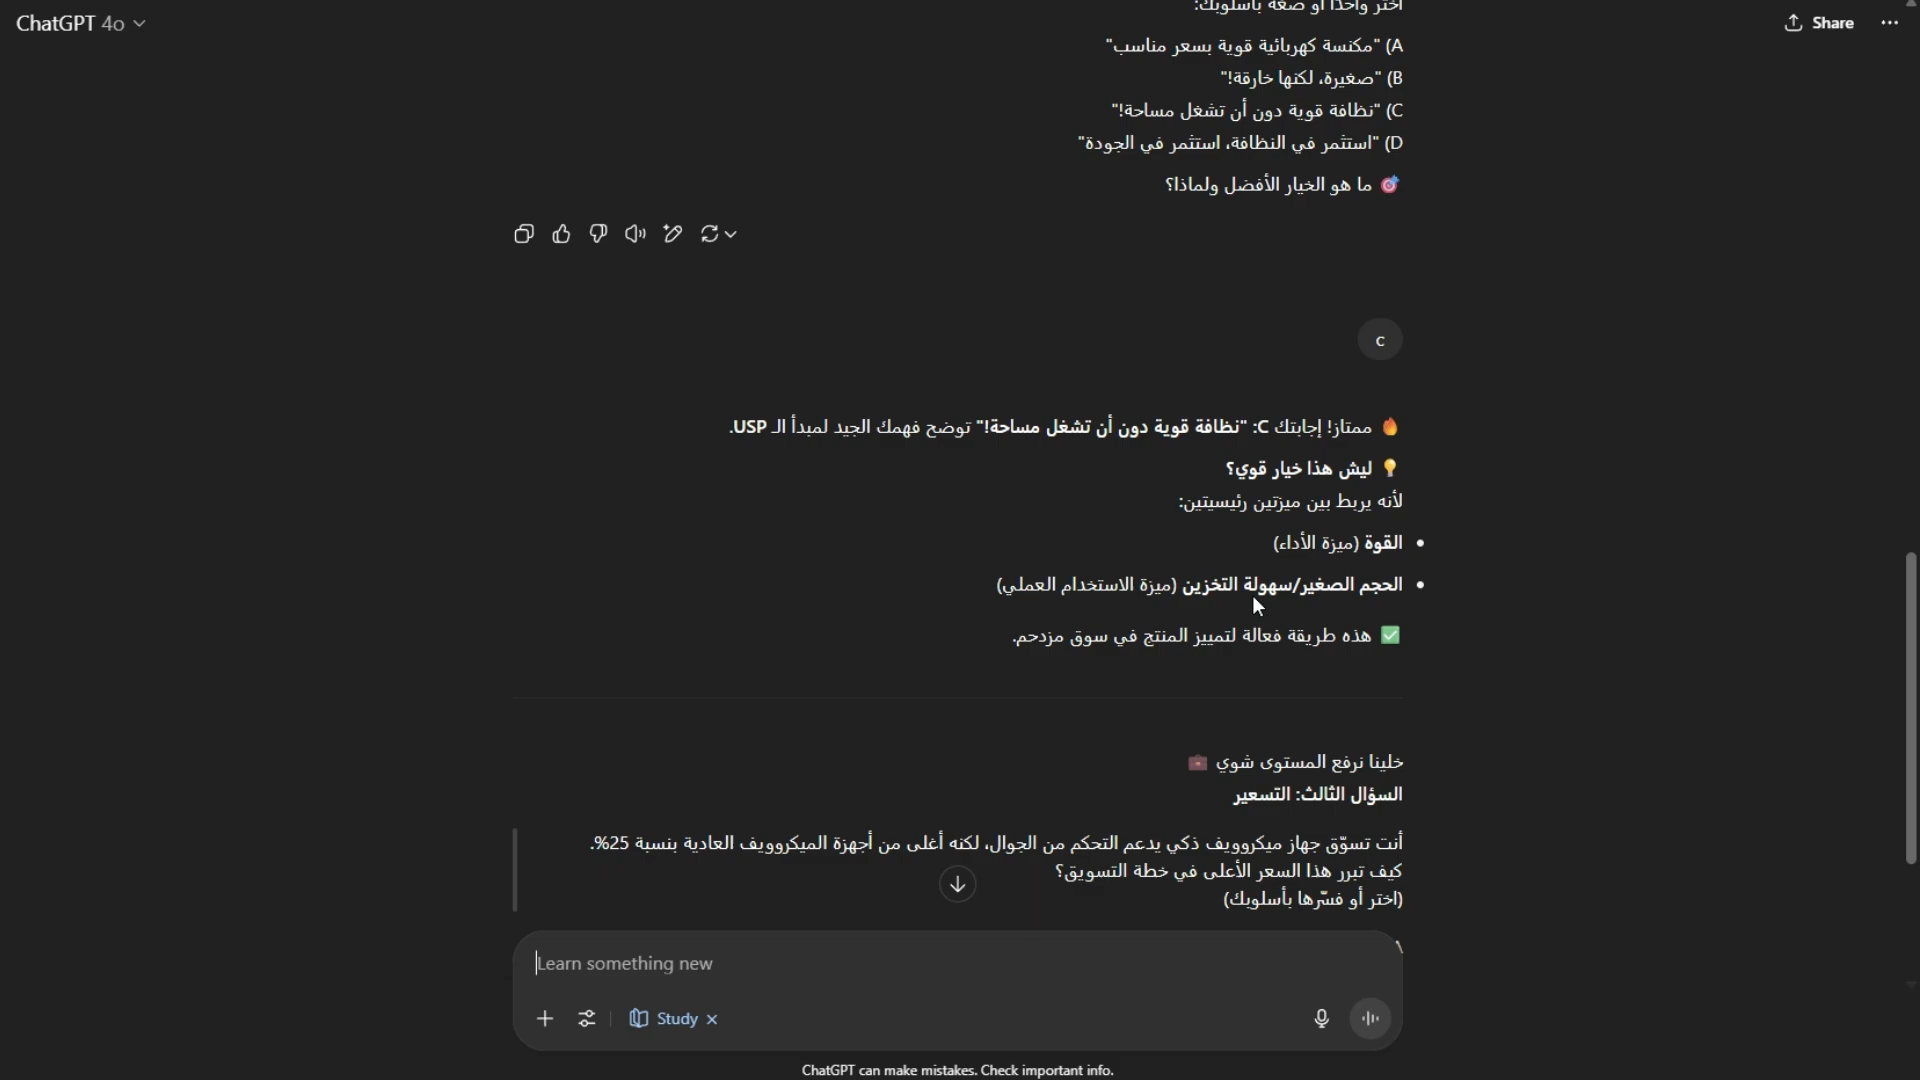 ChatGPT 4o
Share
اختر واحدًا أو صغه بأسلوبك:
A) "مكنسة كهربائية قوية بسعر مناسب"
B) "صغيرة، لكنها خارقة!"
C) "نظافة قوية دون أن تشغل مساحة!"
D) "استثمر في النظافة، استثمر في الجودة"
🎯 ما هو الخيار الأفضل ولماذا؟
c
🔥 ممتاز! إجابتك C: "نظافة قوية دون أن تشغل مساحة!" توضح فهمك الجيد لمبدأ الـ USP.
💡 ليش هذا خيار قوي؟
لأنه يربط بين ميزتين رئيسيتين:
• القوة (ميزة الأداء)
• الحجم الصغير/سهولة التخزين (ميزة الاستخدام العملي)
✅ هذه طريقة فعالة لتمييز المنتج في سوق مزدحم.
خلينا نرفع المستوى شوي 💼
السؤال الثالث: التسعير
أنت تسوّق جهاز ميكروويف ذكي يدعم التحكم من الجوال، لكنه أغلى من أجهزة الميكروويف العادية بنسبة 25%.
كيف تبرر هذا السعر الأعلى في خطة التسويق؟
(اختر أو فسّرها بأسلوبك)
Learn something new
Study
ChatGPT can make mistakes. Check important info.